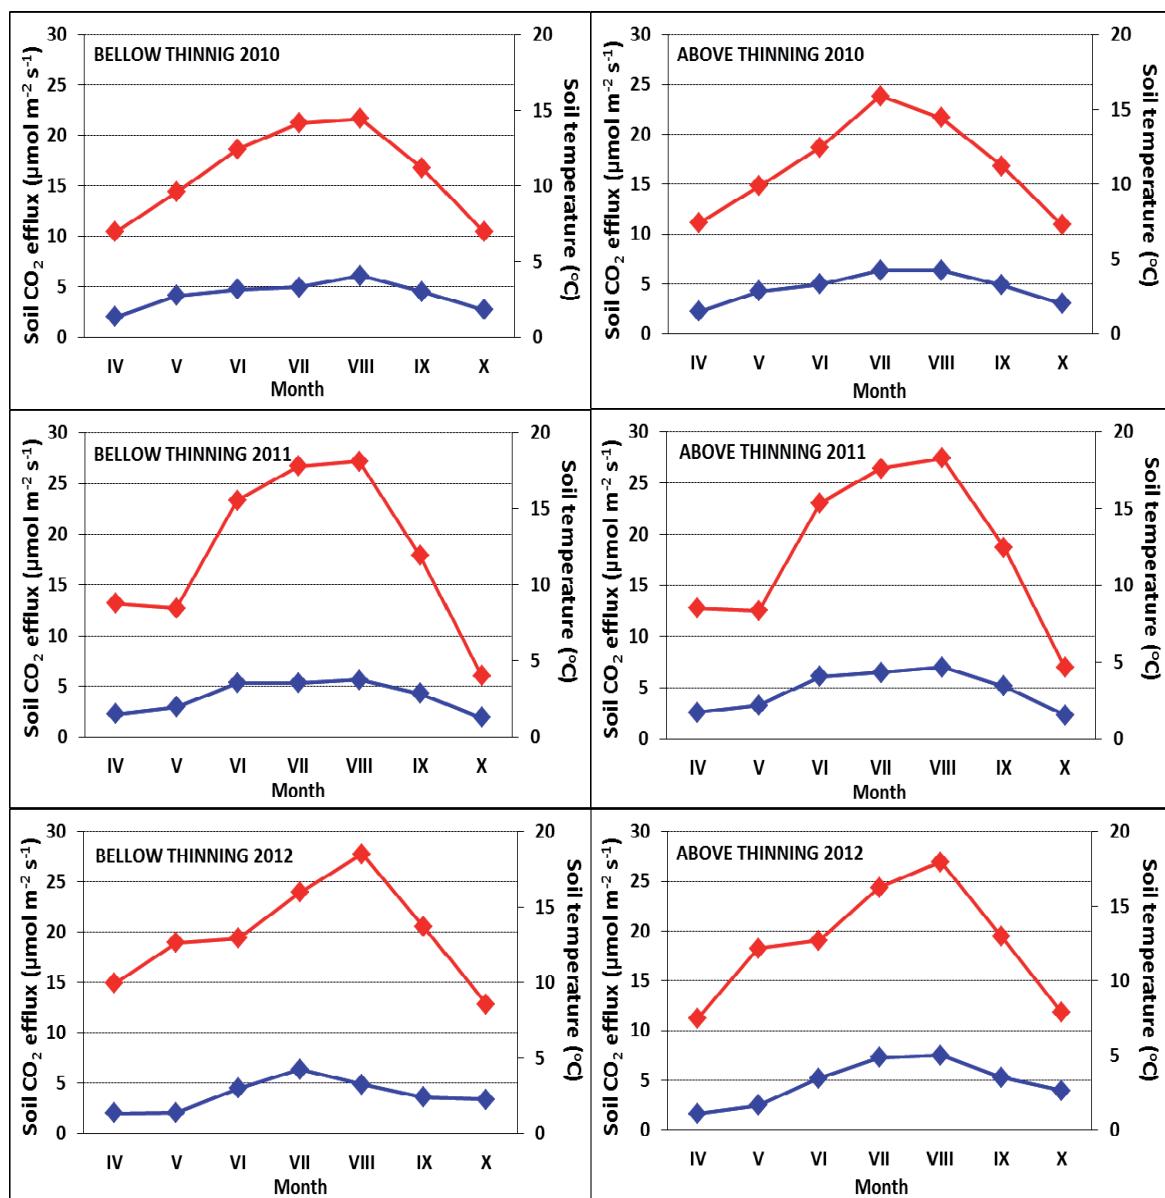 BELLOW THINNIG 2010
Soil CO₂ efflux (µmol m⁻² s⁻¹)
30
25
20
15
10
5
0
20
15
10
5
0
Soil temperature (°C)
IV V VI VII VIII IX X
Month
ABOVE THINNING 2010
Soil CO₂ efflux (µmol m⁻² s⁻¹)
30
25
20
15
10
5
0
20
15
10
5
0
Soil temperature (°C)
IV V VI VII VIII IX X
Month
BELLOW THINNING 2011
Soil CO₂ efflux (µmol m⁻² s⁻¹)
30
25
20
15
10
5
0
20
15
10
5
0
Soil temperature (°C)
IV V VI VII VIII IX X
Month
ABOVE THINNING 2011
Soil CO₂ efflux (µmol m⁻² s⁻¹)
30
25
20
15
10
5
0
20
15
10
5
0
Soil temperature (°C)
IV V VI VII VIII IX X
Month
BELLOW THINNING 2012
Soil CO₂ efflux (µmol m⁻² s⁻¹)
30
25
20
15
10
5
0
20
15
10
5
0
Soil temperature (°C)
IV V VI VII VIII IX X
Month
ABOVE THINNING 2012
Soil CO₂ efflux (µmol m⁻² s⁻¹)
30
25
20
15
10
5
0
20
15
10
5
0
Soil temperature (°C)
IV V VI VII VIII IX X
Month